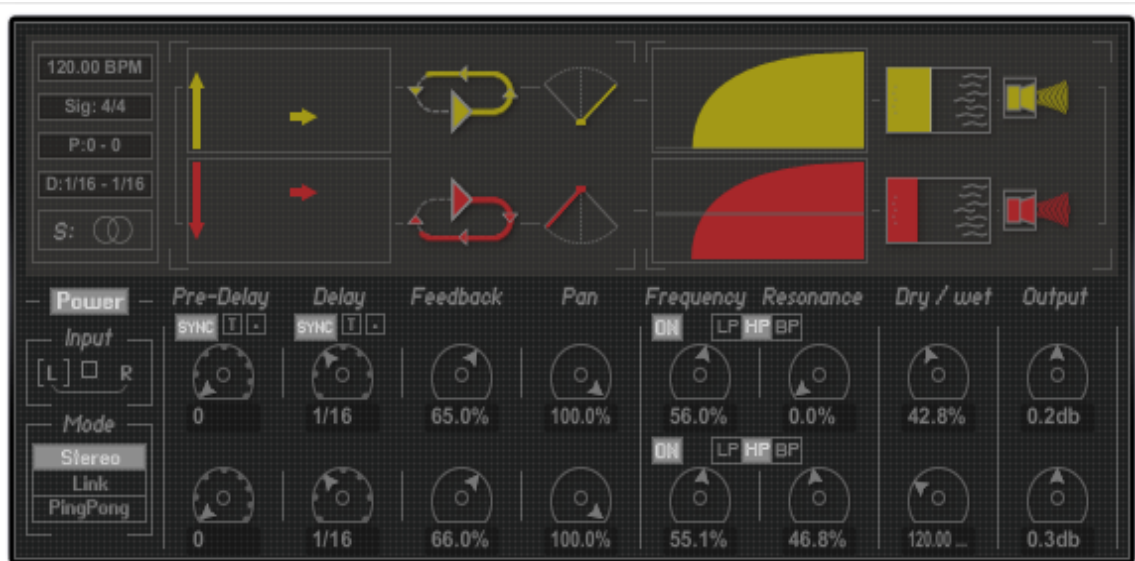 120.00 BPM
Sig: 4/4
P:0 - 0
D:1/16 - 1/16
S:
Power
Pre-Delay Delay Feedback Pan Frequency Resonance Dry / wet Output
SYNC T . SYNC T . ON LP HP BP
Input
[L] R
0 1/16 65.0% 100.0% 56.0% 0.0% 42.8% 0.2db
Mode
ON LP HP BP
Stereo
Link
PingPong
0 1/16 66.0% 100.0% 55.1% 46.8% 120.00 ... 0.3db